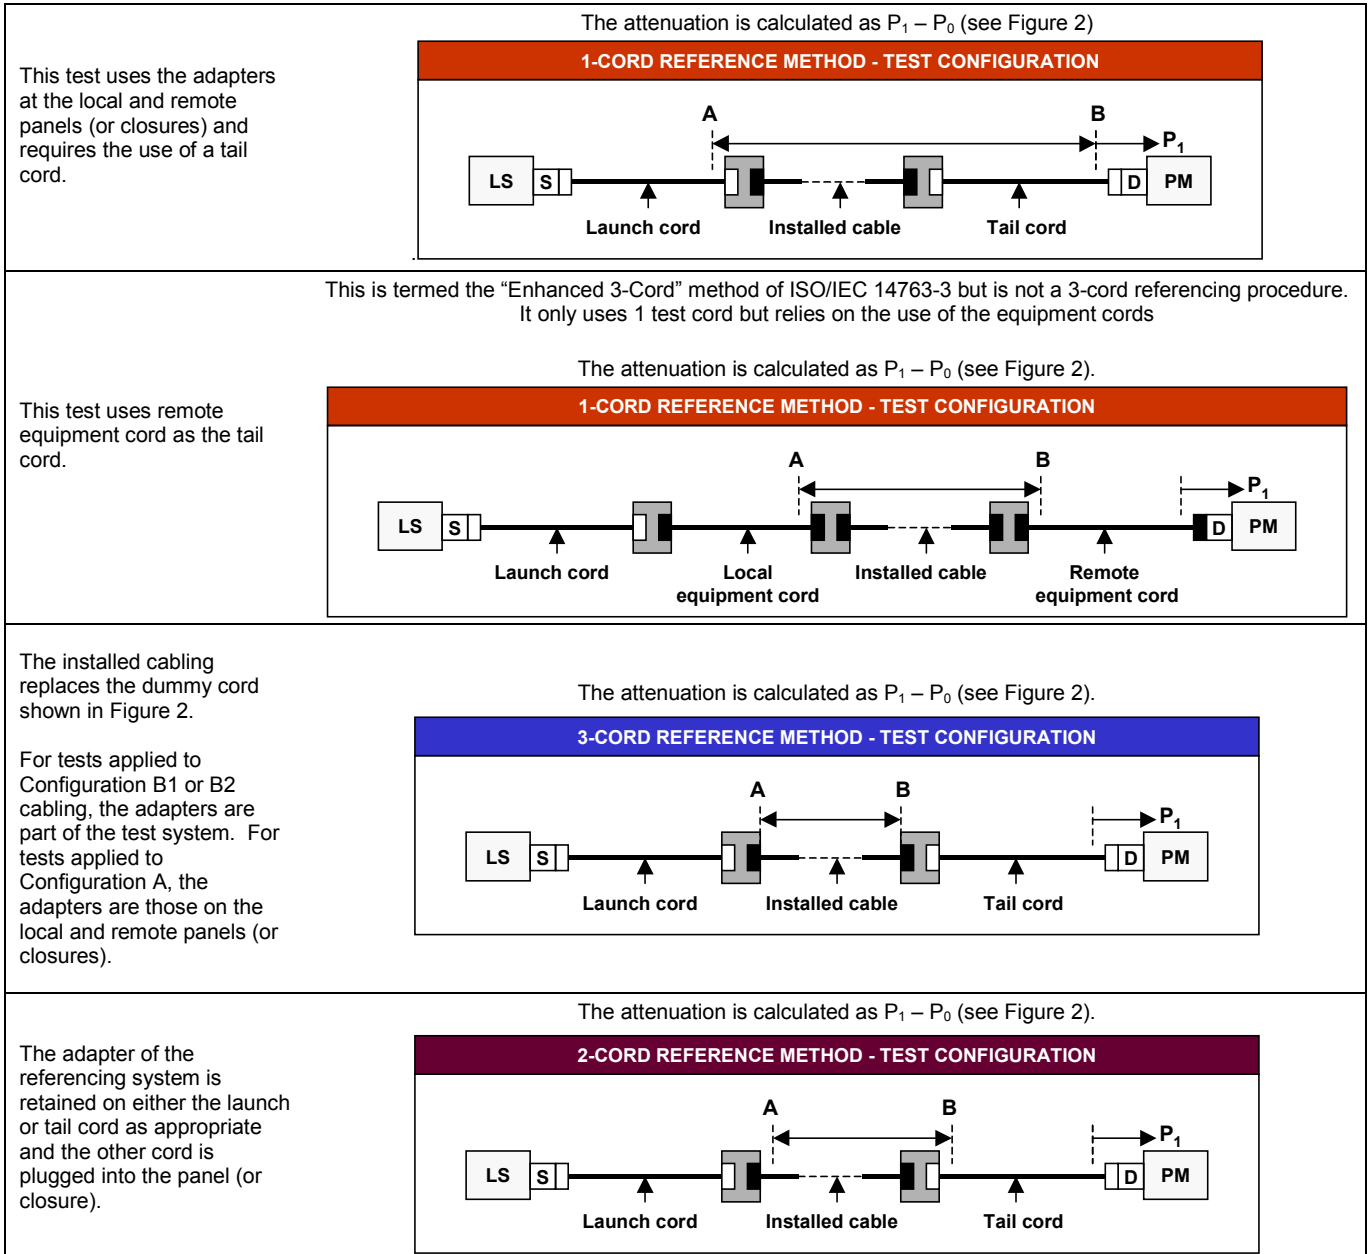 The attenuation is calculated as P₁ – P₀ (see Figure 2)
This test uses the adapters
at the local and remote
panels (or closures) and
requires the use of a tail
cord.
1-CORD REFERENCE METHOD - TEST CONFIGURATION
A B
P₁
LS S D PM
Launch cord Installed cable Tail cord
This is termed the “Enhanced 3-Cord” method of ISO/IEC 14763-3 but is not a 3-cord referencing procedure.
It only uses 1 test cord but relies on the use of the equipment cords
The attenuation is calculated as P₁ – P₀ (see Figure 2).
This test uses remote
equipment cord as the tail
cord.
1-CORD REFERENCE METHOD - TEST CONFIGURATION
A B
P₁
LS S D PM
Launch cord Local Installed cable Remote
equipment cord equipment cord
The installed cabling
replaces the dummy cord
shown in Figure 2.
For tests applied to
Configuration B1 or B2
cabling, the adapters are
part of the test system. For
tests applied to
Configuration A, the
adapters are those on the
local and remote panels (or
closures).
The attenuation is calculated as P₁ – P₀ (see Figure 2).
3-CORD REFERENCE METHOD - TEST CONFIGURATION
A B
P₁
LS S D PM
Launch cord Installed cable Tail cord
The attenuation is calculated as P₁ – P₀ (see Figure 2).
The adapter of the
referencing system is
retained on either the launch
or tail cord as appropriate
and the other cord is
plugged into the panel (or
closure).
2-CORD REFERENCE METHOD - TEST CONFIGURATION
A B
P₁
LS S D PM
Launch cord Installed cable Tail cord